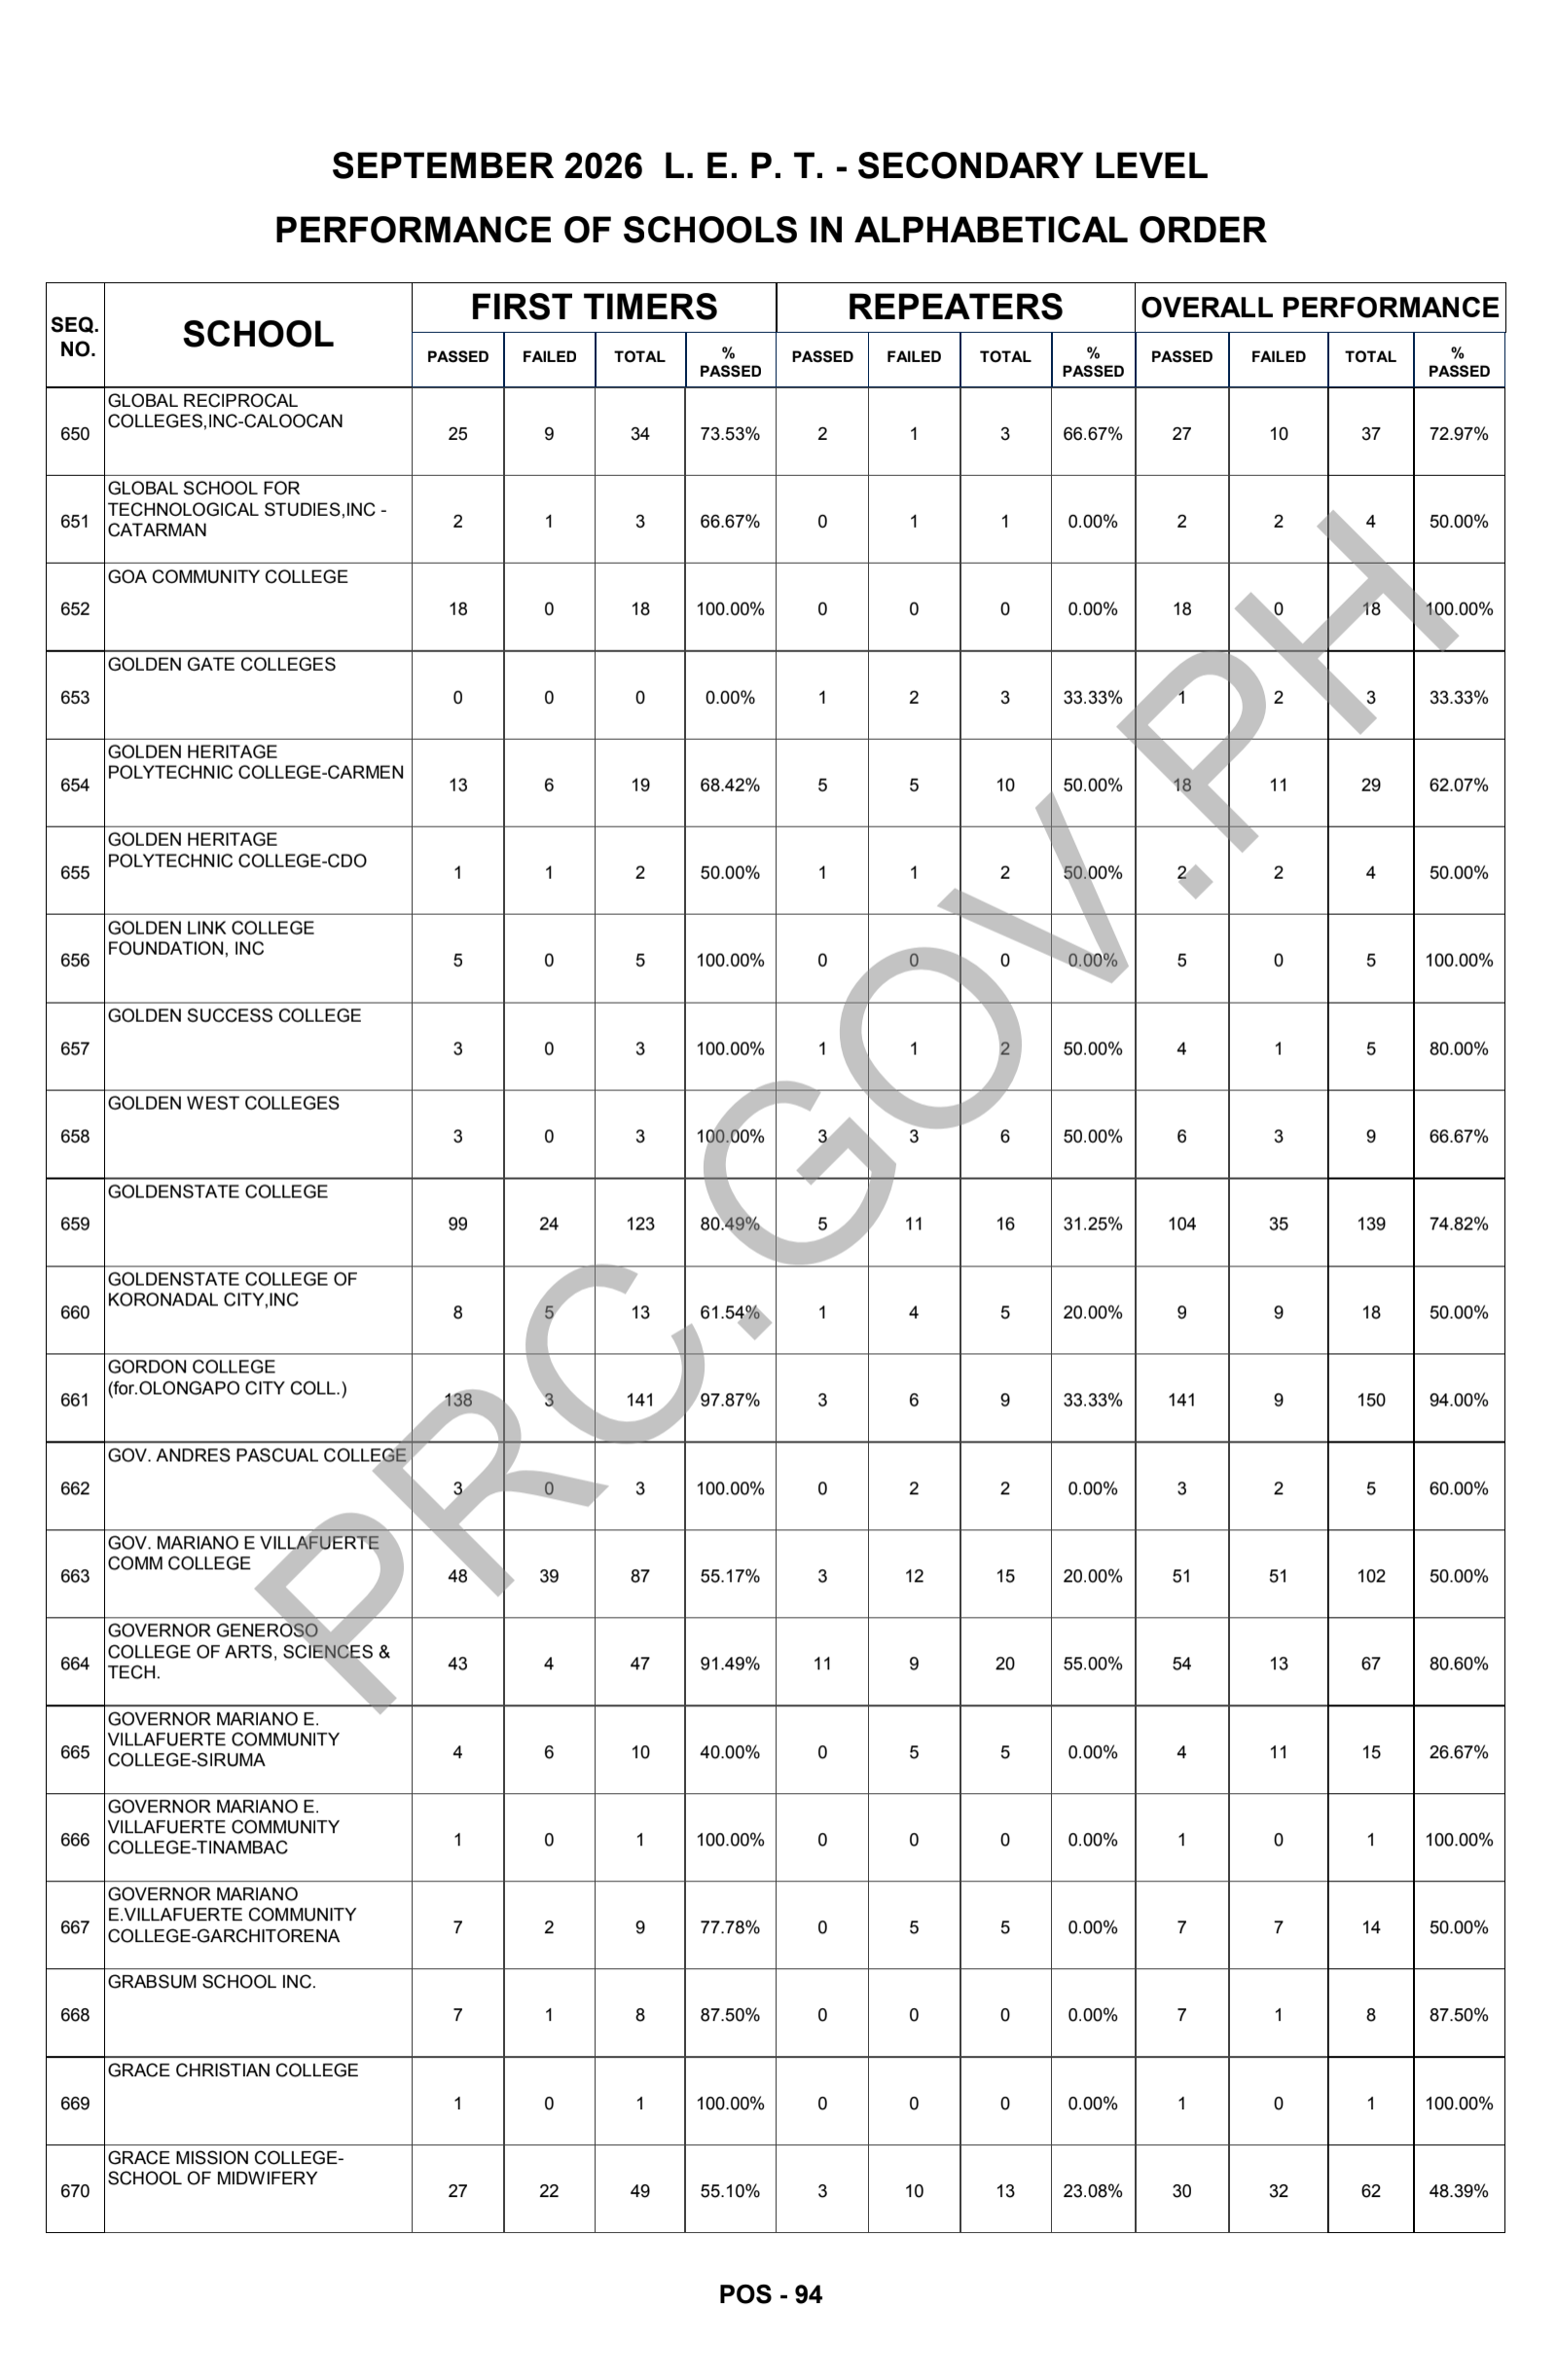 SEPTEMBER 2026 L. E. P. T. - SECONDARY LEVEL
PERFORMANCE OF SCHOOLS IN ALPHABETICAL ORDER
SEQ. NO. SCHOOL FIRST TIMERS REPEATERS OVERALL PERFORMANCE
PASSED FAILED TOTAL % PASSED PASSED FAILED TOTAL % PASSED PASSED FAILED TOTAL % PASSED
GLOBAL RECIPROCAL
COLLEGES,INC-CALOOCAN
650 25 9 34 73.53% 2 1 3 66.67% 27 10 37 72.97%
GLOBAL SCHOOL FOR
TECHNOLOGICAL STUDIES,INC -
CATARMAN
651 2 1 3 66.67% 0 1 1 0.00% 2 2 4 50.00%
GOA COMMUNITY COLLEGE
652 18 0 18 100.00% 0 0 0 0.00% 18 0 18 100.00%
GOLDEN GATE COLLEGES
653 0 0 0 0.00% 1 2 3 33.33% 1 2 3 33.33%
GOLDEN HERITAGE
POLYTECHNIC COLLEGE-CARMEN
654 13 6 19 68.42% 5 5 10 50.00% 18 11 29 62.07%
GOLDEN HERITAGE
POLYTECHNIC COLLEGE-CDO
655 1 1 2 50.00% 1 1 2 50.00% 2 2 4 50.00%
GOLDEN LINK COLLEGE
FOUNDATION, INC
656 5 0 5 100.00% 0 0 0 0.00% 5 0 5 100.00%
GOLDEN SUCCESS COLLEGE
657 3 0 3 100.00% 1 1 2 50.00% 4 1 5 80.00%
GOLDEN WEST COLLEGES
658 3 0 3 100.00% 3 3 6 50.00% 6 3 9 66.67%
GOLDENSTATE COLLEGE
659 99 24 123 80.49% 5 11 16 31.25% 104 35 139 74.82%
GOLDENSTATE COLLEGE OF
KORONADAL CITY,INC
660 8 5 13 61.54% 1 4 5 20.00% 9 9 18 50.00%
GORDON COLLEGE
(for.OLONGAPO CITY COLL.)
661 138 3 141 97.87% 3 6 9 33.33% 141 9 150 94.00%
GOV. ANDRES PASCUAL COLLEGE
662 3 0 3 100.00% 0 2 2 0.00% 3 2 5 60.00%
GOV. MARIANO E VILLAFUERTE
COMM COLLEGE
663 48 39 87 55.17% 3 12 15 20.00% 51 51 102 50.00%
GOVERNOR GENEROSO
COLLEGE OF ARTS, SCIENCES &
TECH.
664 43 4 47 91.49% 11 9 20 55.00% 54 13 67 80.60%
GOVERNOR MARIANO E.
VILLAFUERTE COMMUNITY
COLLEGE-SIRUMA
665 4 6 10 40.00% 0 5 5 0.00% 4 11 15 26.67%
GOVERNOR MARIANO E.
VILLAFUERTE COMMUNITY
COLLEGE-TINAMBAC
666 1 0 1 100.00% 0 0 0 0.00% 1 0 1 100.00%
GOVERNOR MARIANO
E.VILLAFUERTE COMMUNITY
COLLEGE-GARCHITORENA
667 7 2 9 77.78% 0 5 5 0.00% 7 7 14 50.00%
GRABSUM SCHOOL INC.
668 7 1 8 87.50% 0 0 0 0.00% 7 1 8 87.50%
GRACE CHRISTIAN COLLEGE
669 1 0 1 100.00% 0 0 0 0.00% 1 0 1 100.00%
GRACE MISSION COLLEGE-
SCHOOL OF MIDWIFERY
670 27 22 49 55.10% 3 10 13 23.08% 30 32 62 48.39%
PRC.GOV.PH
POS - 94